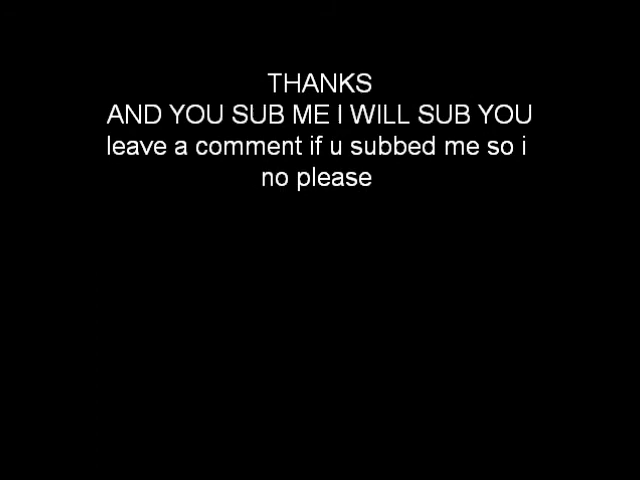 THANKS
AND YOU SUB ME I WILL SUB YOU
leave a comment if u subbed me so i
no please